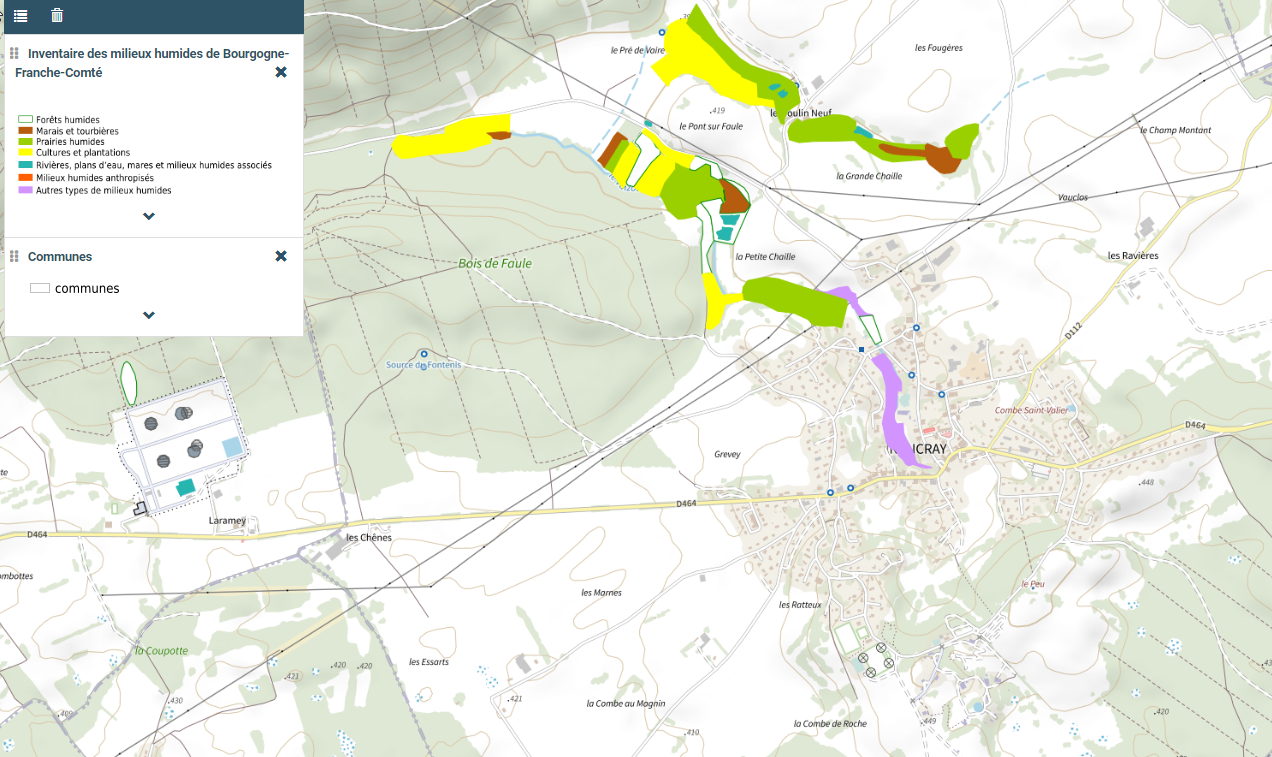 Inventaire des milieux humides de Bourgogne-
Franche-Comté
Forêts humides
Marais et tourbières
Prairies humides
Cultures et plantations
Rivières, plans d'eau, mares et milieux humides associés
Milieux humides anthropisés
Autres types de milieux humides
Communes
communes
le Pré de Vaire
les Fougères
.419
le Pont sur Faule
le Moulin Neuf
le Champ Montant
la Grande Chaille
Vauclos
la Petite Chaille
les Ravières
Bois de Faule
D112
Source du Fontenis
Combe Saint-Valier
D464
Grevey
.448
D464
Laramey
D464
les Chênes
ombottes
les Marnes
le Peu
les Ratteux
la Coupotte
.420
.420
les Essarts
.421
.430
.421
la Combe au Magnin
.409
.420
.449
la Combe de Roche
.410